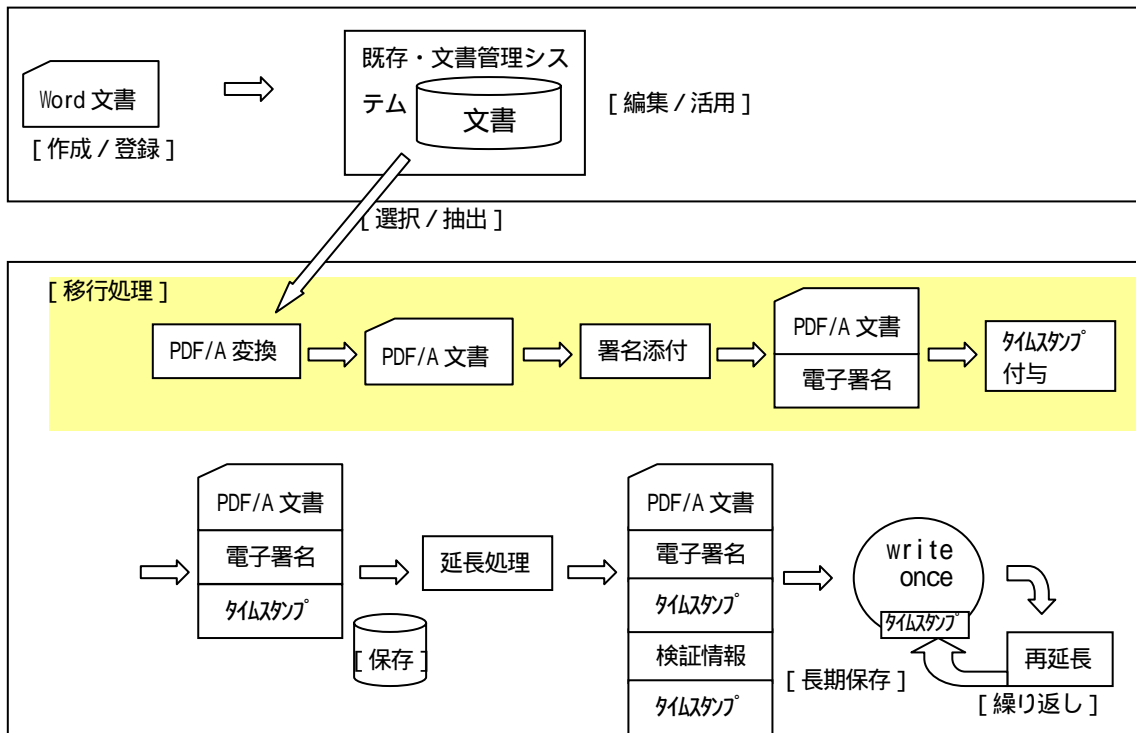 Word 文書
[ 作成 / 登録 ]
既存・文書管理シス
テム
文書
[ 編集 / 活用 ]
[ 選択 / 抽出 ]
[ 移行処理 ]
PDF/A 変換
PDF/A 文書
署名添付
PDF/A 文書
電子署名
ﾀｲﾑｽﾀﾝﾌﾟ
付与
PDF/A 文書
電子署名
ﾀｲﾑｽﾀﾝﾌﾟ
[ 保存 ]
延長処理
PDF/A 文書
電子署名
ﾀｲﾑｽﾀﾝﾌﾟ
検証情報
ﾀｲﾑｽﾀﾝﾌﾟ
[ 長期保存 ]
write
once
ﾀｲﾑｽﾀﾝﾌﾟ
再延長
[ 繰り返し ]